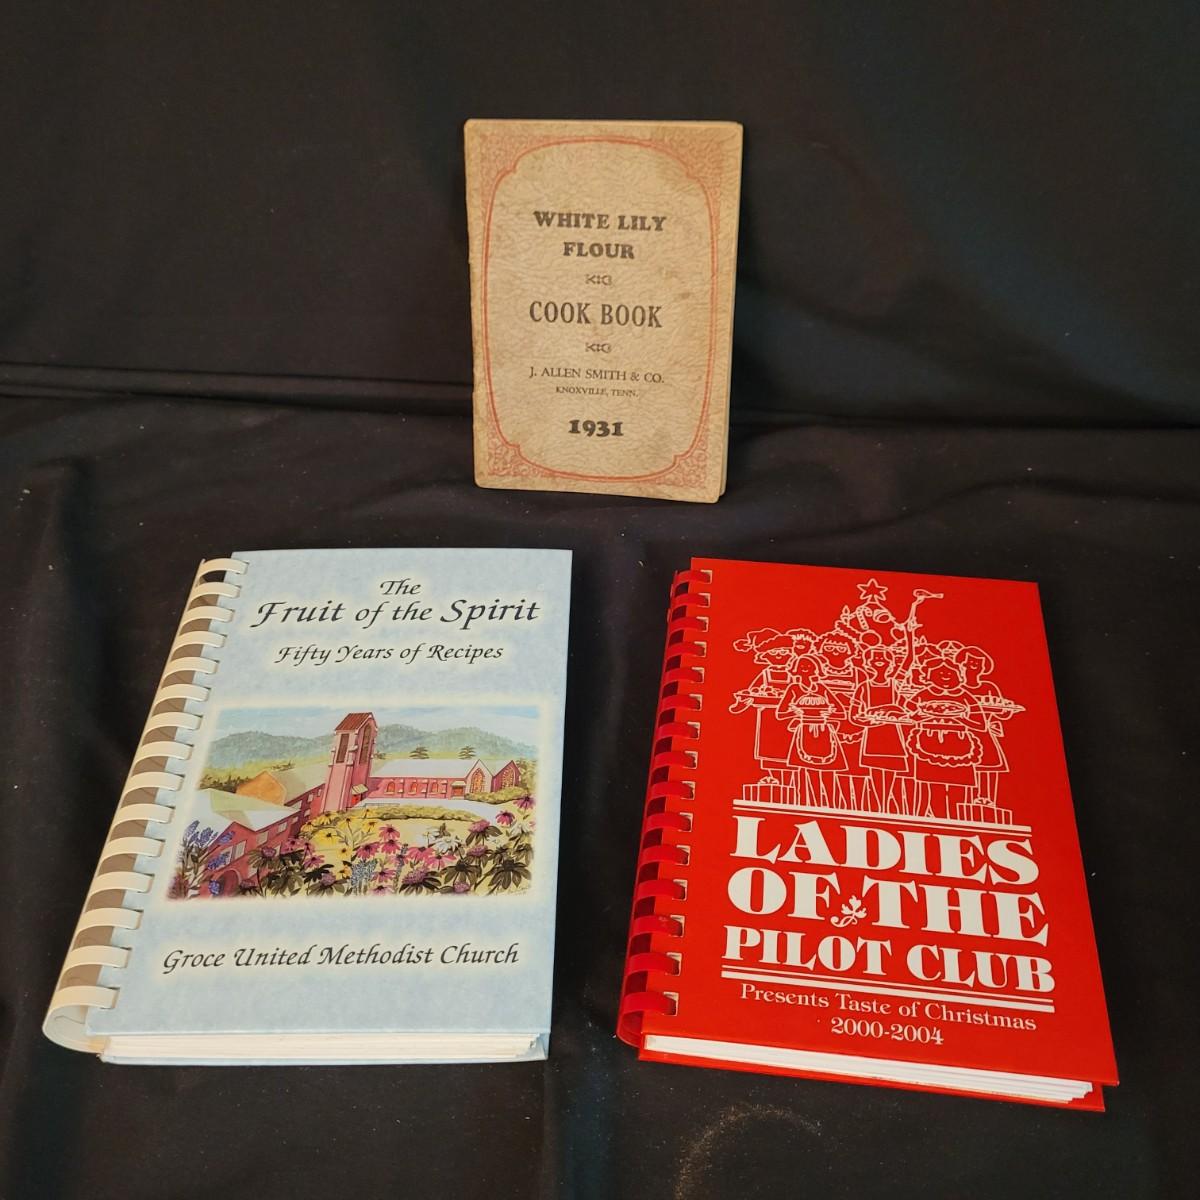 WHITE LILY
FLOUR
COOK BOOK
J. ALLEN SMITH & CO.
KNOXVILLE, TENN.
1931
The
Fruit of the Spirit
Fifty Years of Recipes
Groce United Methodist Church
LADIES
OF THE
PILOT CLUB
Presents Taste of Christmas
2000-2004